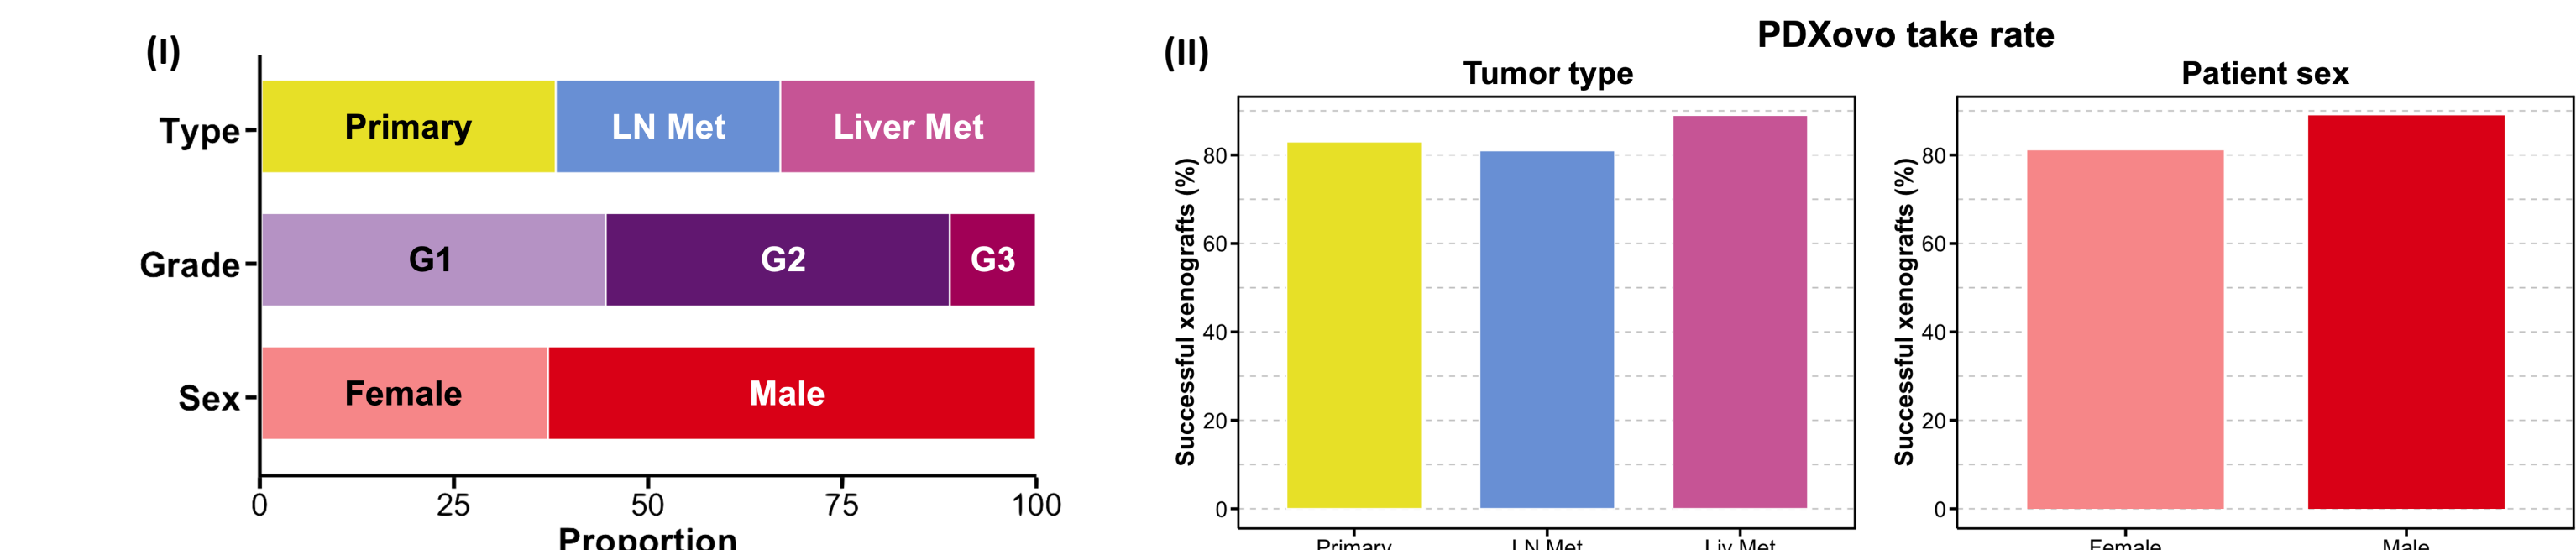 (I)
Type
Primary
LN Met
Liver Met
Grade
G1
G2
G3
Sex
Female
Male
0 25 50 75 100
Proportion
(II)
PDXovo take rate
Tumor type
Successful xenografts (%)
80
60
40
20
0
Primary LN Met Liv Met
Patient sex
Successful xenografts (%)
80
60
40
20
0
Female Male